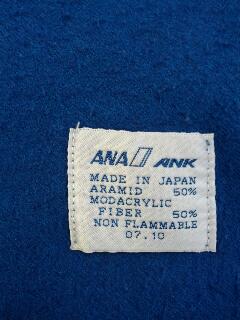 ANA ANK
MADE IN JAPAN
ARAMID 50%
MODACRYLIC
FIBER 50%
NON FLAMMABLE
07.10